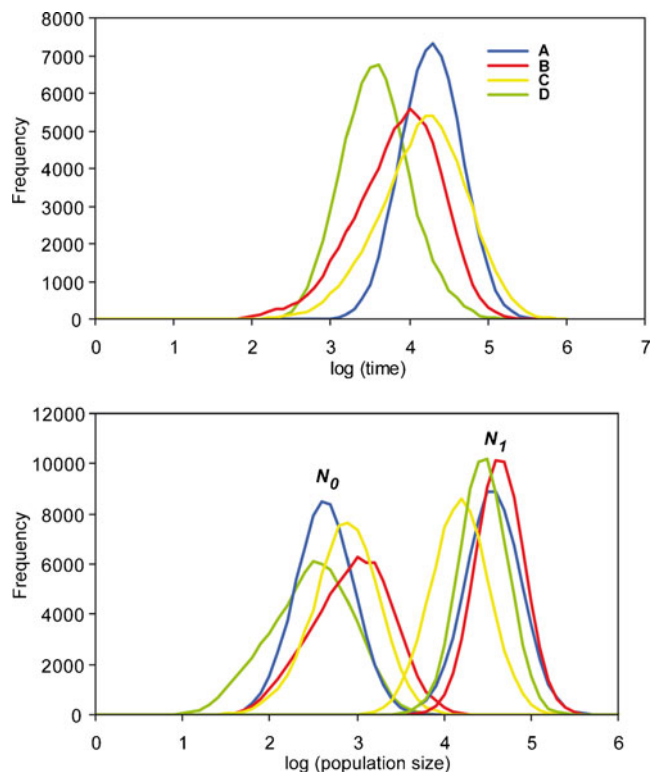 8000
7000
6000
5000
4000
3000
2000
1000
0
Frequency
A
B
C
D
0 1 2 3 4 5 6 7
log (time)
12000
10000
8000
6000
4000
2000
0
Frequency
N0
N1
0 1 2 3 4 5 6
log (population size)